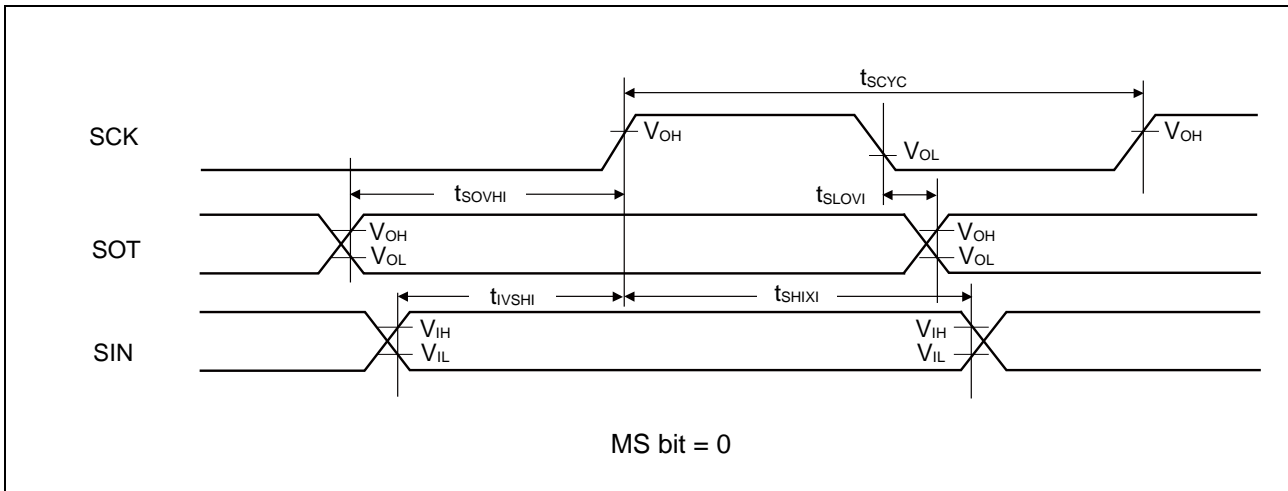 tSCYC
SCK
VOH
VOL
VOH
tSOVHI
tSLOVI
SOT
VOH
VOL
VOH
VOL
tIVSHI
tSHIXI
SIN
VIH
VIL
VIH
VIL
MS bit = 0